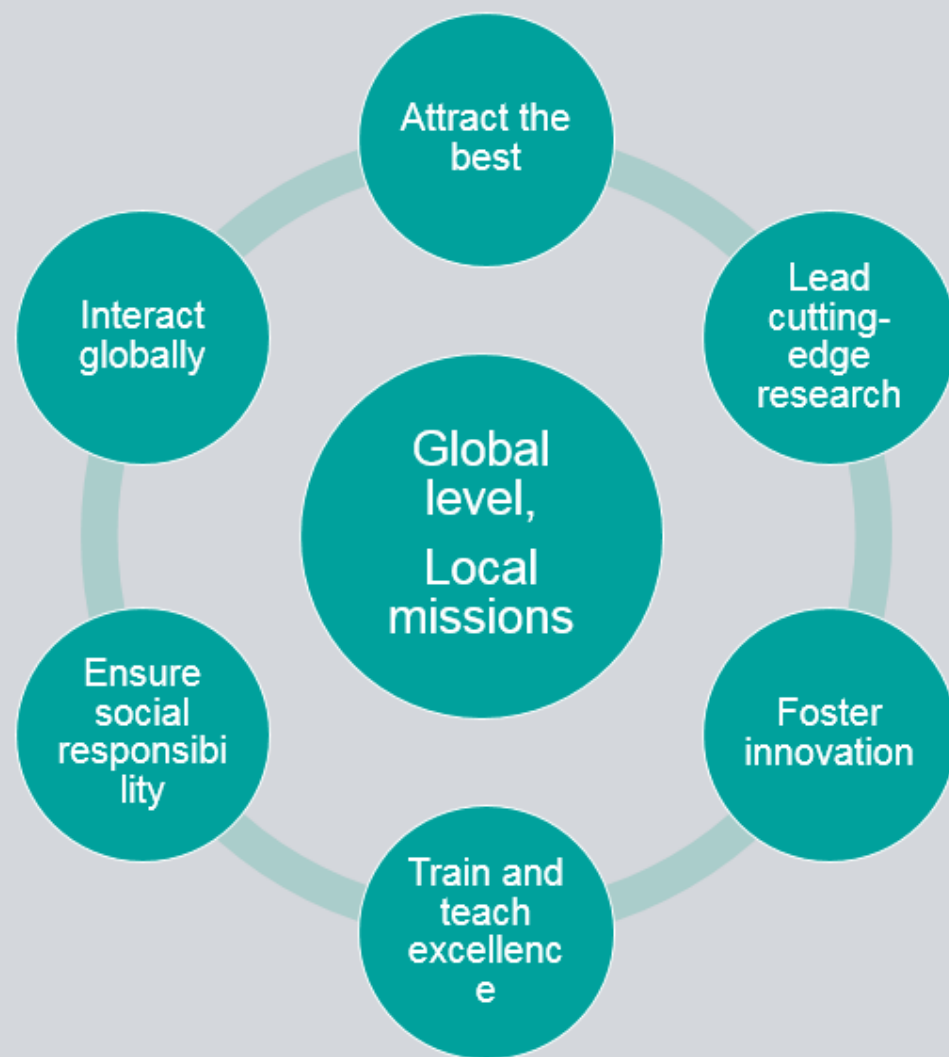 Attract the
best
Lead
cutting-
edge
research
Foster
innovation
Train and
teach
excellenc
e
Ensure
social
responsibi
lity
Interact
globally
Global
level,
Local
missions